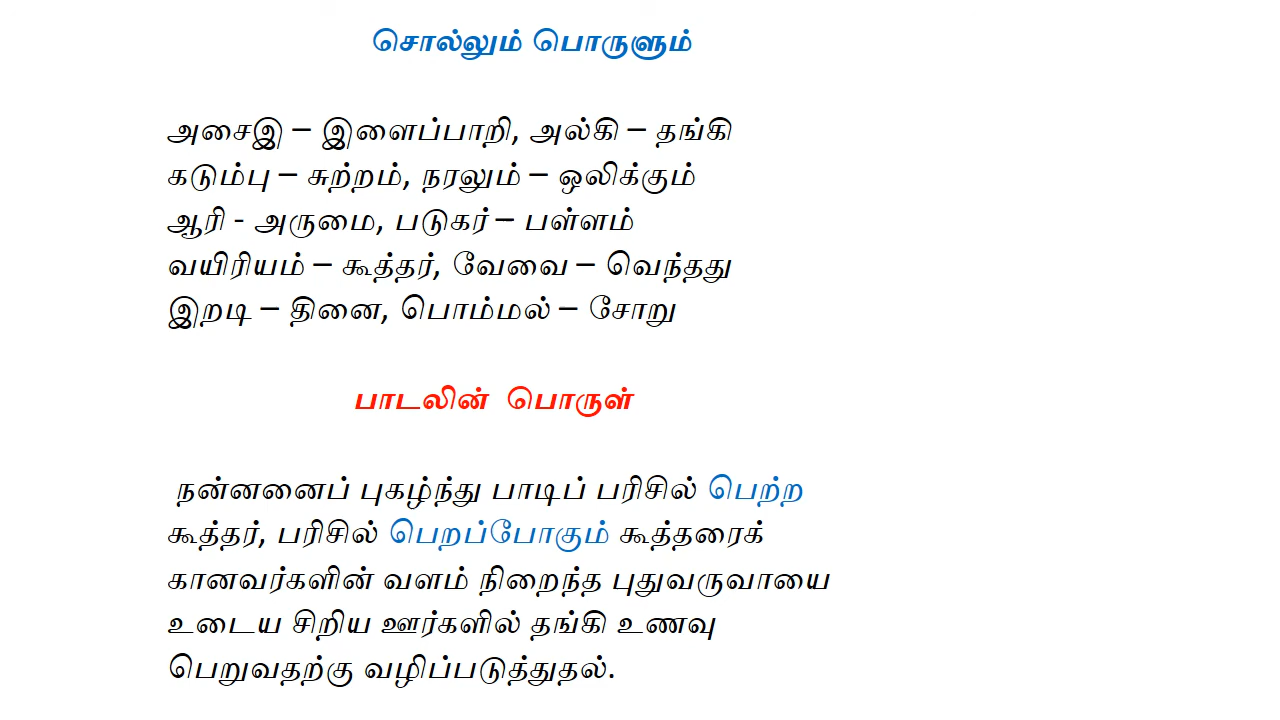 சொல்லும் பொருளும்
அசைஇ – இளைப்பாறி, அல்கி – தங்கி
கடும்பு – சுற்றம், நரலும் – ஒலிக்கும்
ஆரி - அருமை, படுகர் – பள்ளம்
வயிரியம் – கூத்தர், வேவை – வெந்தது
இறடி – தினை, பொம்மல் – சோறு
பாடலின் பொருள்
நன்னனைப் புகழ்ந்து பாடிப் பரிசில் பெற்ற
கூத்தர், பரிசில் பெறப்போகும் கூத்தரைக்
கானவர்களின் வளம் நிறைந்த புதுவருவாயை
உடைய சிறிய ஊர்களில் தங்கி உணவு
பெறுவதற்கு வழிப்படுத்துதல்.